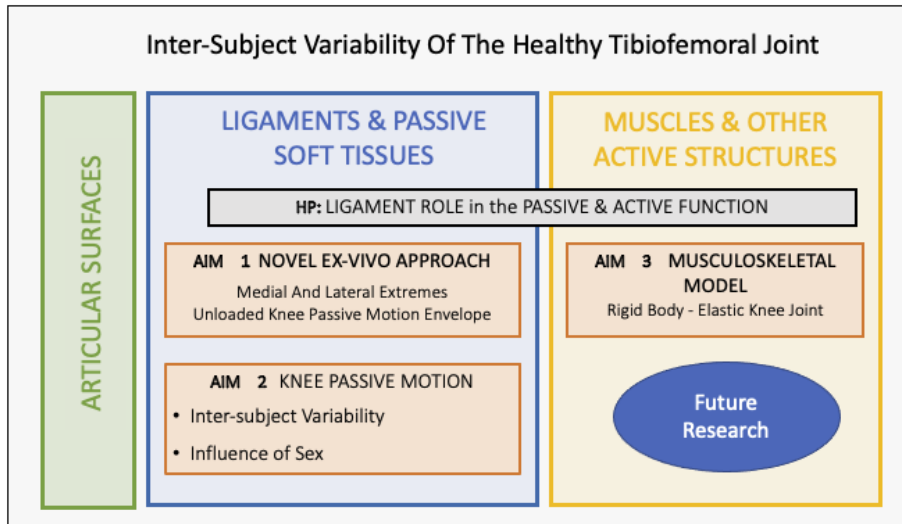 Inter-Subject Variability Of The Healthy Tibiofemoral Joint
ARTICULAR SURFACES
LIGAMENTS & PASSIVE
SOFT TISSUES
MUSCLES & OTHER
ACTIVE STRUCTURES
HP: LIGAMENT ROLE in the PASSIVE & ACTIVE FUNCTION
AIM 1 NOVEL EX-VIVO APPROACH
Medial And Lateral Extremes
Unloaded Knee Passive Motion Envelope
AIM 2 KNEE PASSIVE MOTION
• Inter-subject Variability
• Influence of Sex
AIM 3 MUSCULOSKELETAL
MODEL
Rigid Body - Elastic Knee Joint
Future
Research